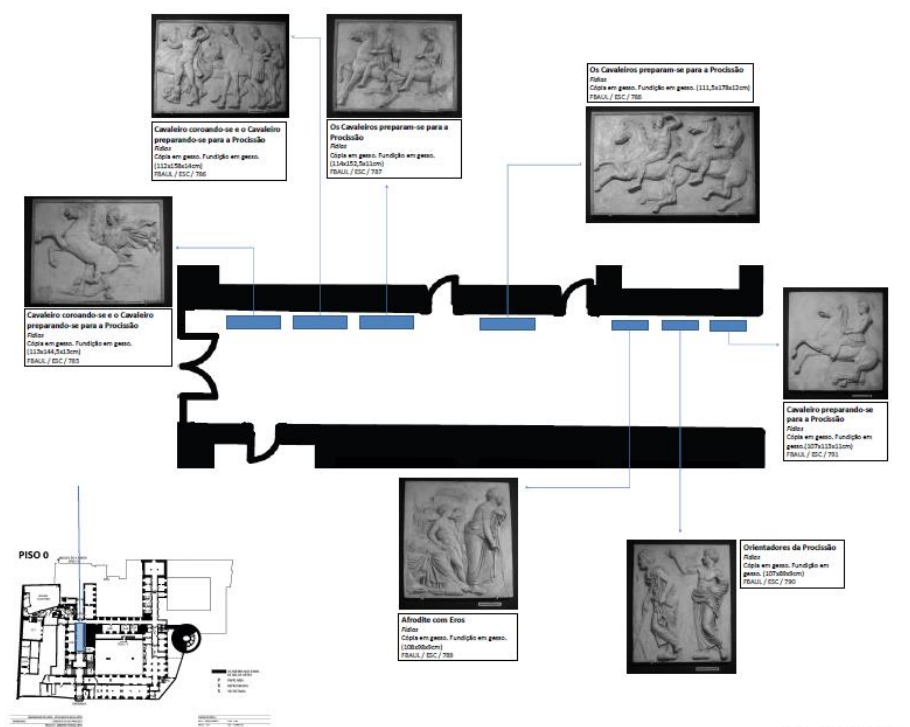 Cavaleiro coroando-se e o Cavaleiro
preparando-se para a Procissão
Fídias
Cópia em gesso. Fundição em gesso.
(112x158x14cm)
FBAUL / ESC / 786
Os Cavaleiros preparam-se para a
Procissão
Fídias
Cópia em gesso. Fundição em gesso.
(114x152,5x11cm)
FBAUL / ESC / 787
Os Cavaleiros preparam-se para a Procissão
Fídias
Cópia em gesso. Fundição em gesso. (111,5x178x12cm)
FBAUL / ESC / 788
Cavaleiro coroando-se e o Cavaleiro
preparando-se para a Procissão
Fídias
Cópia em gesso. Fundição em gesso.
(113x144,5x13cm)
FBAUL / ESC / 785
Cavaleiro preparando-se
para a Procissão
Fídias
Cópia em gesso. Fundição em
gesso.(107x113x11cm)
FBAUL / ESC / 791
Afrodite com Eros
Fídias
Cópia em gesso. Fundição em gesso.
(108x98x9cm)
FBAUL / ESC / 789
Orientadores da Procissão
Fídias
Cópia em gesso. Fundição em
gesso. (107x89x9cm)
FBAUL / ESC / 790
PISO 0